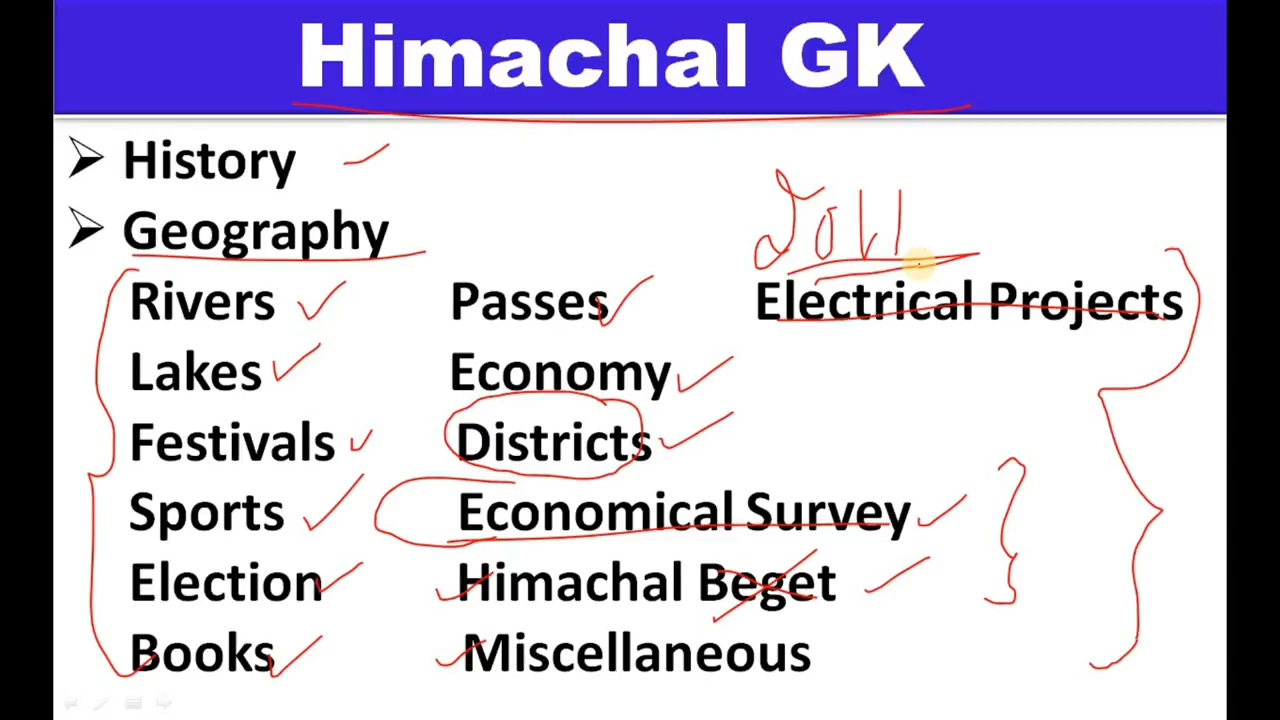 Himachal GK
➢ History
➢ Geography
Rivers
Lakes
Festivals
Sports
Election
Books
Passes
Economy
Districts
Economical Survey
Himachal Beget
Miscellaneous
Electrical Projects